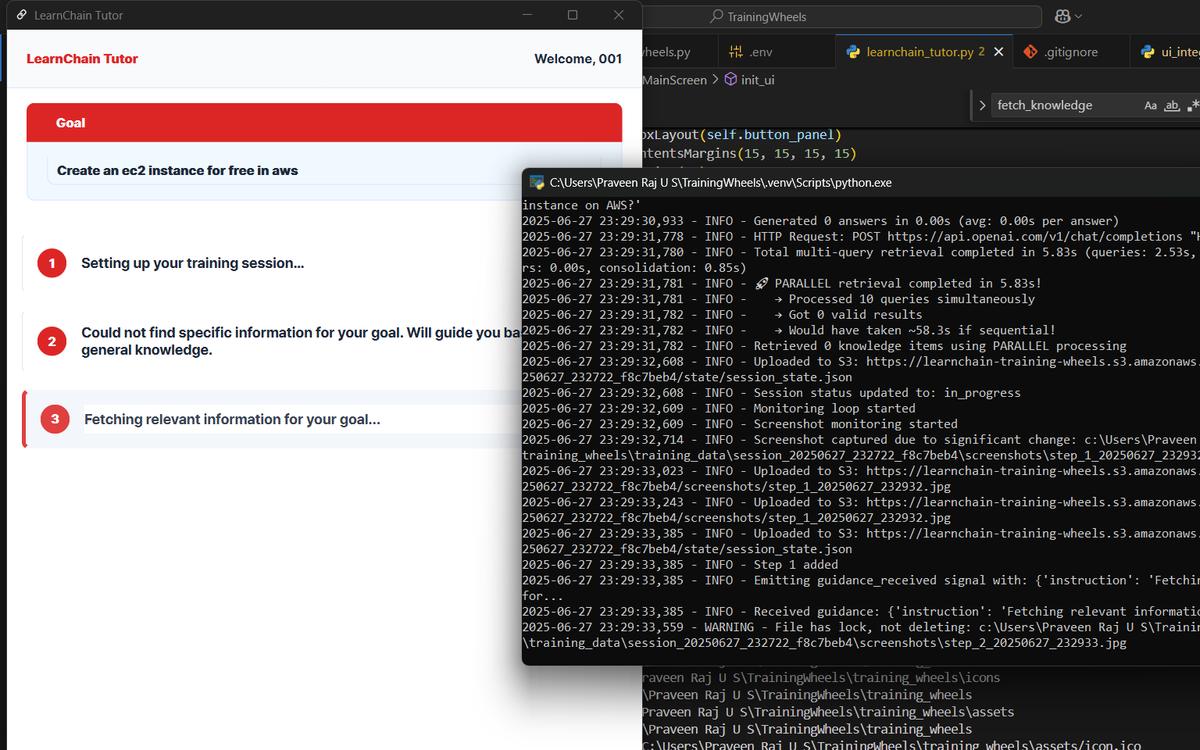 LearnChain Tutor
LearnChain Tutor
Welcome, 001
Goal
Create an ec2 instance for free in aws
1 Setting up your training session...
2 Could not find specific information for your goal. Will guide you ba
general knowledge.
3 Fetching relevant information for your goal...
TrainingWheels
heels.py
.env
learnchain_tutor.py 2
.gitignore
ui_inte
MainScreen > init_ui
fetch_knowledge
Aa ab
oxLayout(self.button_panel)
ntentsMargins(15, 15, 15, 15)
C:\Users\Praveen Raj U S\TrainingWheels\.venv\Scripts\python.exe
instance on AWS?'
2025-06-27 23:29:30,933 - INFO - Generated 0 answers in 0.00s (avg: 0.00s per answer)
2025-06-27 23:29:31,778 - INFO - HTTP Request: POST https://api.openai.com/v1/chat/completions "H
2025-06-27 23:29:31,780 - INFO - Total multi-query retrieval completed in 5.83s (queries: 2.53s,
rs: 0.00s, consolidation: 0.85s)
2025-06-27 23:29:31,781 - INFO - 🚀 PARALLEL retrieval completed in 5.83s!
2025-06-27 23:29:31,781 - INFO -    → Processed 10 queries simultaneously
2025-06-27 23:29:31,782 - INFO -    → Got 0 valid results
2025-06-27 23:29:31,782 - INFO -    → Would have taken ~58.3s if sequential!
2025-06-27 23:29:31,782 - INFO - Retrieved 0 knowledge items using PARALLEL processing
2025-06-27 23:29:32,608 - INFO - Uploaded to S3: https://learnchain-training-wheels.s3.amazonaws.
250627_232722_f8c7beb4/state/session_state.json
2025-06-27 23:29:32,608 - INFO - Session status updated to: in_progress
2025-06-27 23:29:32,609 - INFO - Monitoring loop started
2025-06-27 23:29:32,609 - INFO - Screenshot monitoring started
2025-06-27 23:29:32,714 - INFO - Screenshot captured due to significant change: c:\Users\Praveen
training_wheels\training_data\session_20250627_232722_f8c7beb4\screenshots\step_1_20250627_232932
2025-06-27 23:29:33,023 - INFO - Uploaded to S3: https://learnchain-training-wheels.s3.amazonaws.
250627_232722_f8c7beb4/screenshots/step_1_20250627_232932.jpg
2025-06-27 23:29:33,243 - INFO - Uploaded to S3: https://learnchain-training-wheels.s3.amazonaws.
250627_232722_f8c7beb4/screenshots/step_1_20250627_232932.jpg
2025-06-27 23:29:33,385 - INFO - Uploaded to S3: https://learnchain-training-wheels.s3.amazonaws.
250627_232722_f8c7beb4/state/session_state.json
2025-06-27 23:29:33,385 - INFO - Step 1 added
2025-06-27 23:29:33,385 - INFO - Emitting guidance_received signal with: {'instruction': 'Fetchin
for...
2025-06-27 23:29:33,385 - INFO - Received guidance: {'instruction': 'Fetching relevant informatio
2025-06-27 23:29:33,559 - WARNING - File has lock, not deleting: c:\Users\Praveen Raj U S\Trainin
\training_data\session_20250627_232722_f8c7beb4\screenshots\step_2_20250627_232933.jpg
raveen Raj U S\TrainingWheels\training_wheels\icons
\Praveen Raj U S\TrainingWheels\training_wheels
Praveen Raj U S\TrainingWheels\training_wheels\assets
\Praveen Raj U S\TrainingWheels\training_wheels
C:\Users\Praveen Raj U S\TrainingWheels\training_wheels\assets/icon.ico